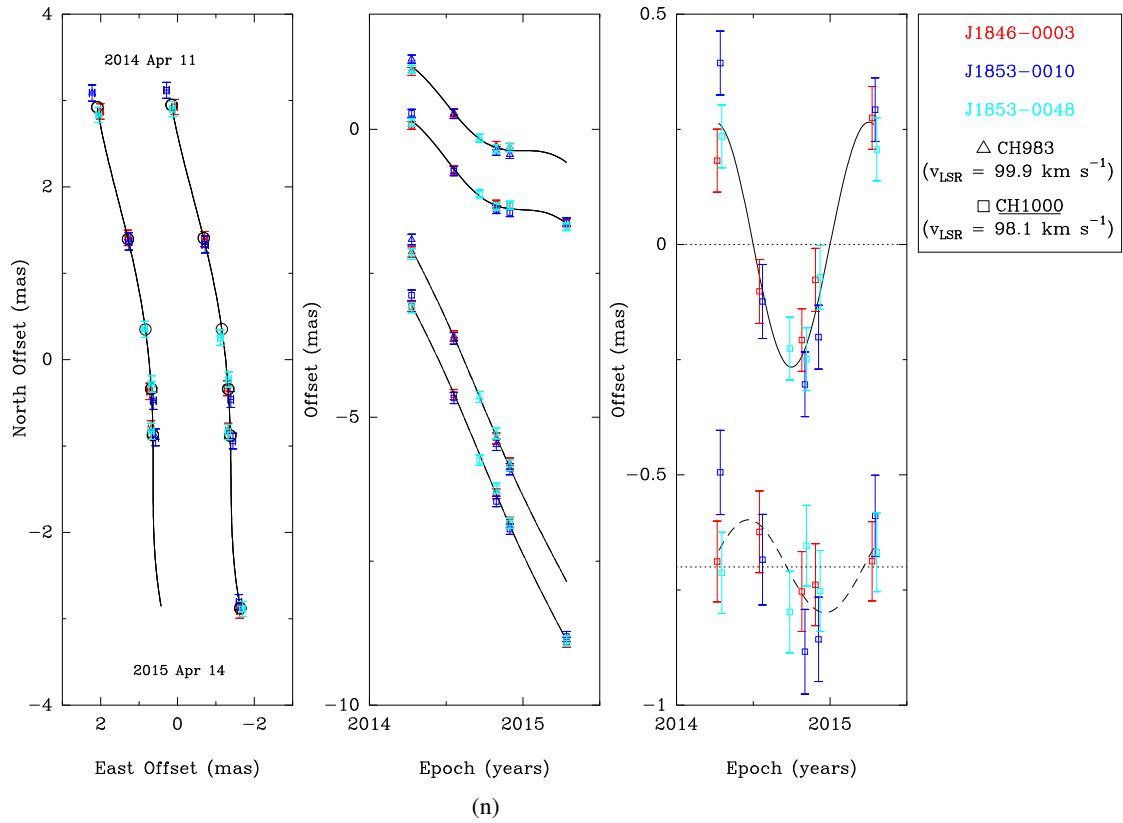 4
2
0
−2
−4
North Offset (mas)
2014 Apr 11
2015 Apr 14
2
0
−2
East Offset (mas)
0
−5
−10
Offset (mas)
2014
2015
Epoch (years)
0.5
0
−0.5
−1
Offset (mas)
2014
2015
Epoch (years)
J1846−0003
J1853−0010
J1853−0048
△ CH983
(vLSR = 99.9 km s−1)
□ CH1000
(vLSR = 98.1 km s−1)
(n)